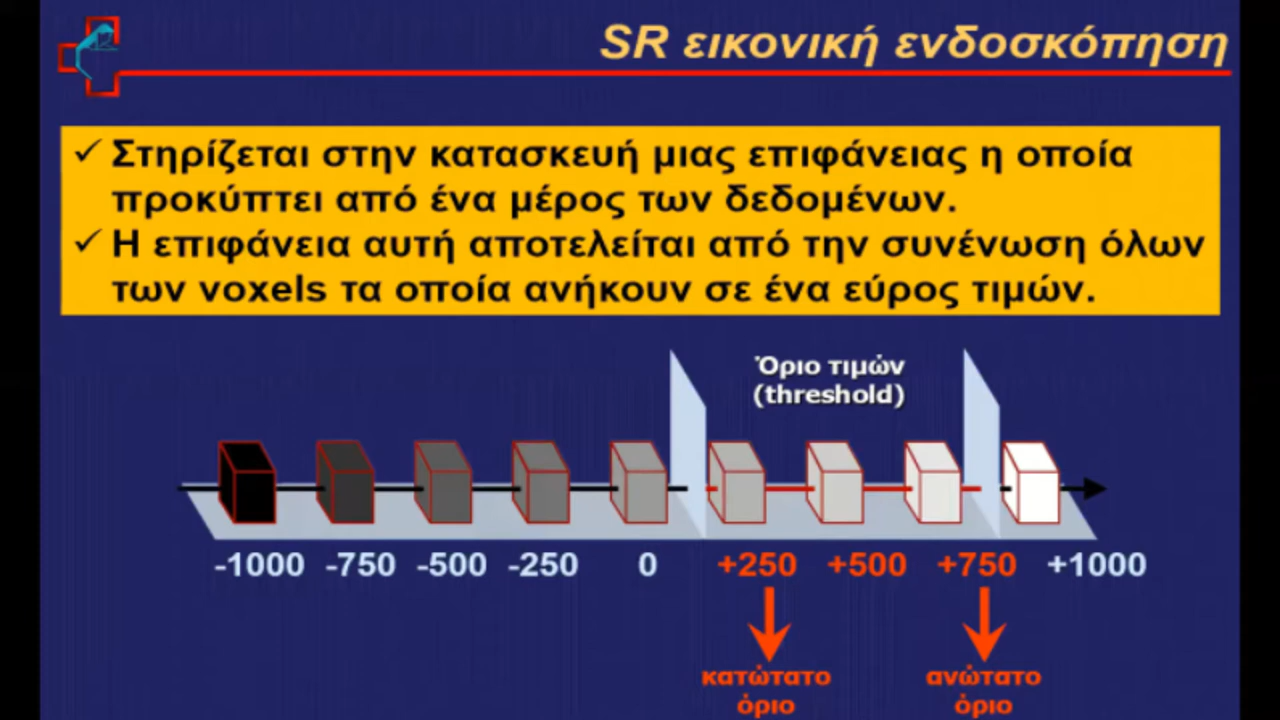 SR εικονική ενδοσκόπηση
✓ Στηρίζεται στην κατασκευή μιας επιφάνειας η οποία
προκύπτει από ένα μέρος των δεδομένων.
✓ Η επιφάνεια αυτή αποτελείται από την συνένωση όλων
των voxels τα οποία ανήκουν σε ένα εύρος τιμών.
Όριο τιμών
(threshold)
-1000 -750 -500 -250 0 +250 +500 +750 +1000
κατώτατο ανώτατο
όριο όριο